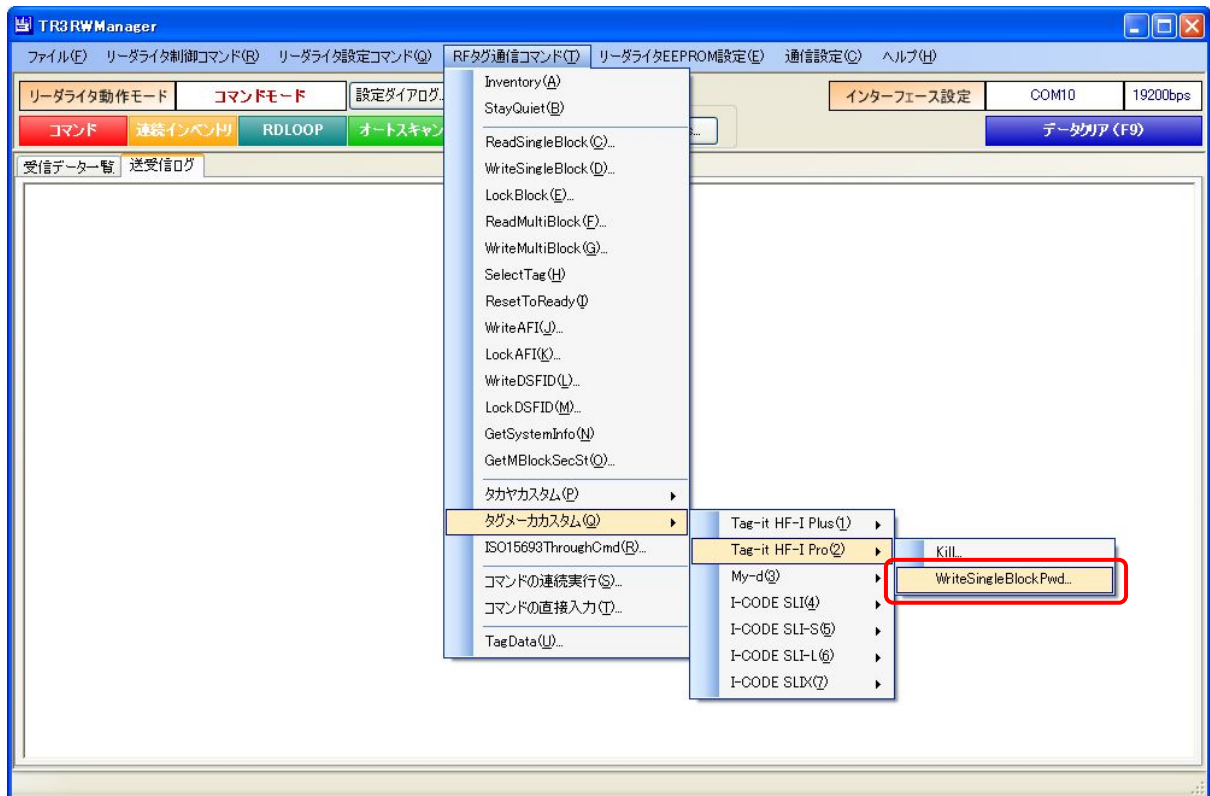 TR3RWManager
ファイル(F) リーダライタ制御コマンド(R) リーダライタ設定コマンド(Q) RFタグ通信コマンド(T) リーダライタEEPROM設定(E) 通信設定(C) ヘルプ(H)
リーダライタ動作モード コマンドモード 設定ダイアログ... インターフェース設定 COM10 19200bps
コマンド 連続インベントリ RDLOOP オートスキャン データクリア(F9)
受信データ一覧 送受信ログ
Inventory(A)
StayQuiet(B)
ReadSingleBlock(C)...
WriteSingleBlock(D)...
LockBlock(E)...
ReadMultiBlock(F)...
WriteMultiBlock(G)...
SelectTag(H)
ResetToReady(I)
WriteAFI(J)...
LockAFI(K)...
WriteDSFID(L)...
LockDSFID(M)...
GetSystemInfo(N)
GetMBlockSecSt(O)...
タカヤカスタム(P)
タグメーカカスタム(Q)
ISO15693ThroughCmd(R)...
コマンドの連続実行(S)...
コマンドの直接入力(T)...
TagData(U)...
Tag-it HF-I Plus(1)
Tag-it HF-I Pro(2)
My-d(3)
I-CODE SLI(4)
I-CODE SLI-S(5)
I-CODE SLI-L(6)
I-CODE SLIX(7)
Kill...
WriteSingleBlockPwd...